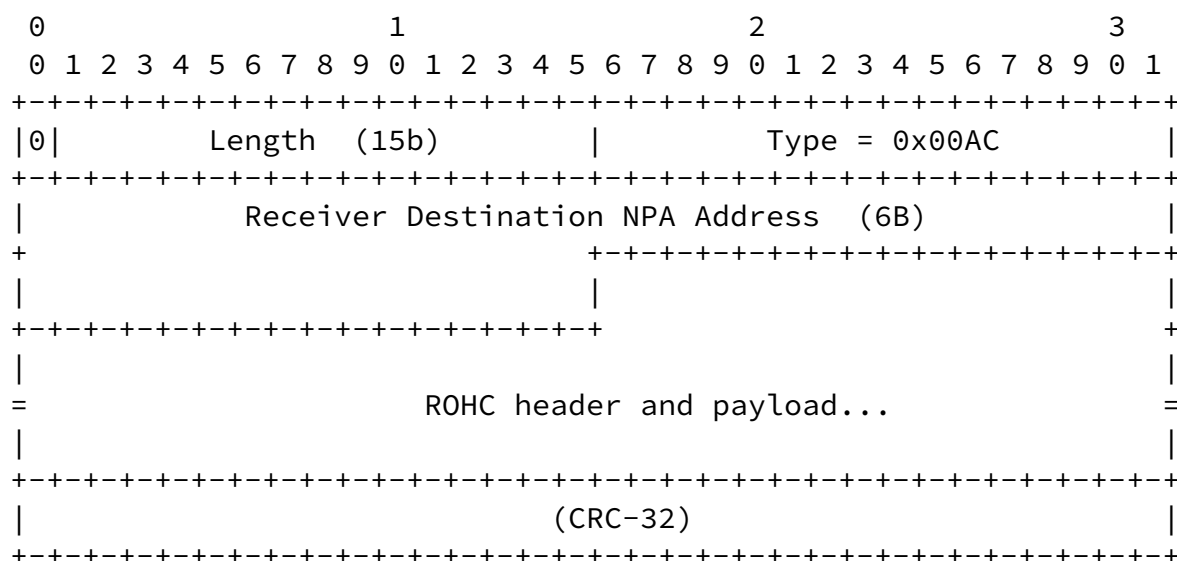 0                   1                   2                   3
 0 1 2 3 4 5 6 7 8 9 0 1 2 3 4 5 6 7 8 9 0 1 2 3 4 5 6 7 8 9 0 1
+-+-+-+-+-+-+-+-+-+-+-+-+-+-+-+-+-+-+-+-+-+-+-+-+-+-+-+-+-+-+-+-+
|0|        Length  (15b)        |         Type = 0x00AC         |
+-+-+-+-+-+-+-+-+-+-+-+-+-+-+-+-+-+-+-+-+-+-+-+-+-+-+-+-+-+-+-+-+
|            Receiver Destination NPA Address  (6B)             |
+                               +-+-+-+-+-+-+-+-+-+-+-+-+-+-+-+-+
|                               |                               |
+-+-+-+-+-+-+-+-+-+-+-+-+-+-+-+-+                               +
|                                                               |
=                      ROHC header and payload...               =
|                                                               |
+-+-+-+-+-+-+-+-+-+-+-+-+-+-+-+-+-+-+-+-+-+-+-+-+-+-+-+-+-+-+-+-+
|                             (CRC-32)                          |
+-+-+-+-+-+-+-+-+-+-+-+-+-+-+-+-+-+-+-+-+-+-+-+-+-+-+-+-+-+-+-+-+